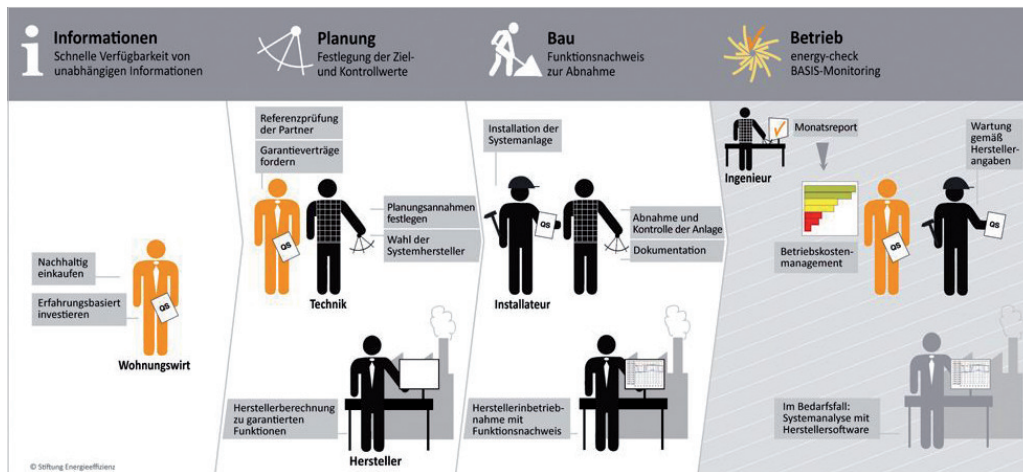 Informationen
Schnelle Verfügbarkeit von
unabhängigen Informationen
Planung
Festlegung der Ziel-
und Kontrollwerte
Bau
Funktionsnachweis
zur Abnahme
Betrieb
energy-check
BASIS-Monitoring
Nachhaltig
einkaufen
Erfahrungsbasiert
investieren
QS
Wohnungswirt
Referenzprüfung
der Partner
Garantieverträge
fordern
QS
Planungsannahmen
festlegen
Wahl der
Systemhersteller
Technik
Herstellerberechnung
zu garantierten
Funktionen
Hersteller
Installation der
Systemanlage
QS
Abnahme und
Kontrolle der Anlage
Dokumentation
Installateur
Herstellerinbetrieb-
nahme mit
Funktionsnachweis
Ingenieur
Monatsreport
Betriebskosten-
management
QS
Wartung
gemäß
Hersteller-
angaben
QS
Im Bedarfsfall:
Systemanalyse mit
Herstellersoftware
© Stiftung Energieeffizienz